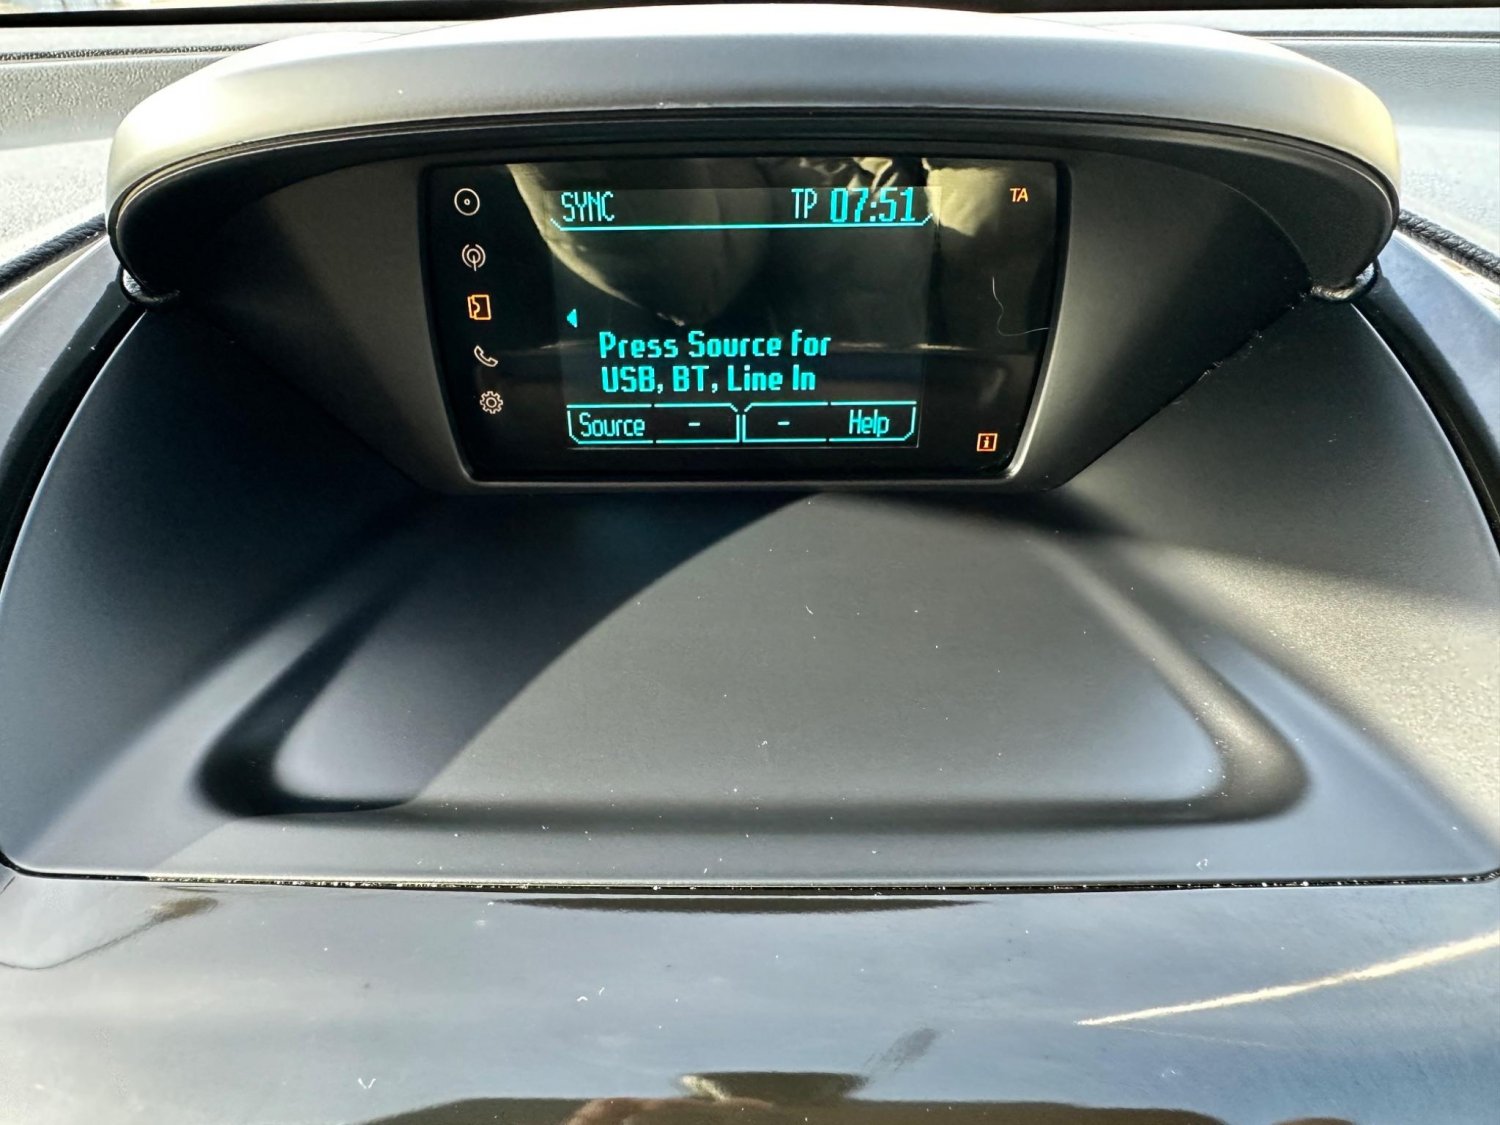 SYNC TP 07:51 TA
Press Source for
USB, BT, Line In
Source - - Help
i